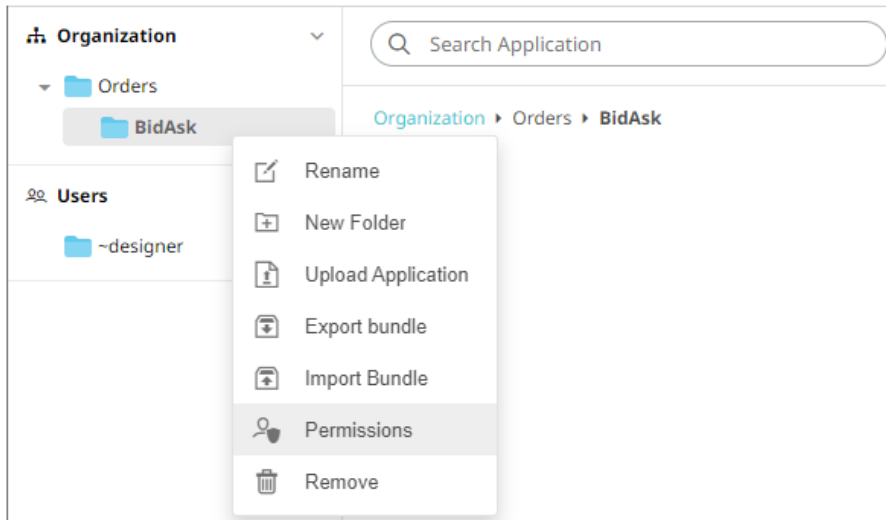 Organization
Orders
BidAsk
Users
~designer
Search Application
Organization Orders BidAsk
Rename
New Folder
Upload Application
Export bundle
Import Bundle
Permissions
Remove